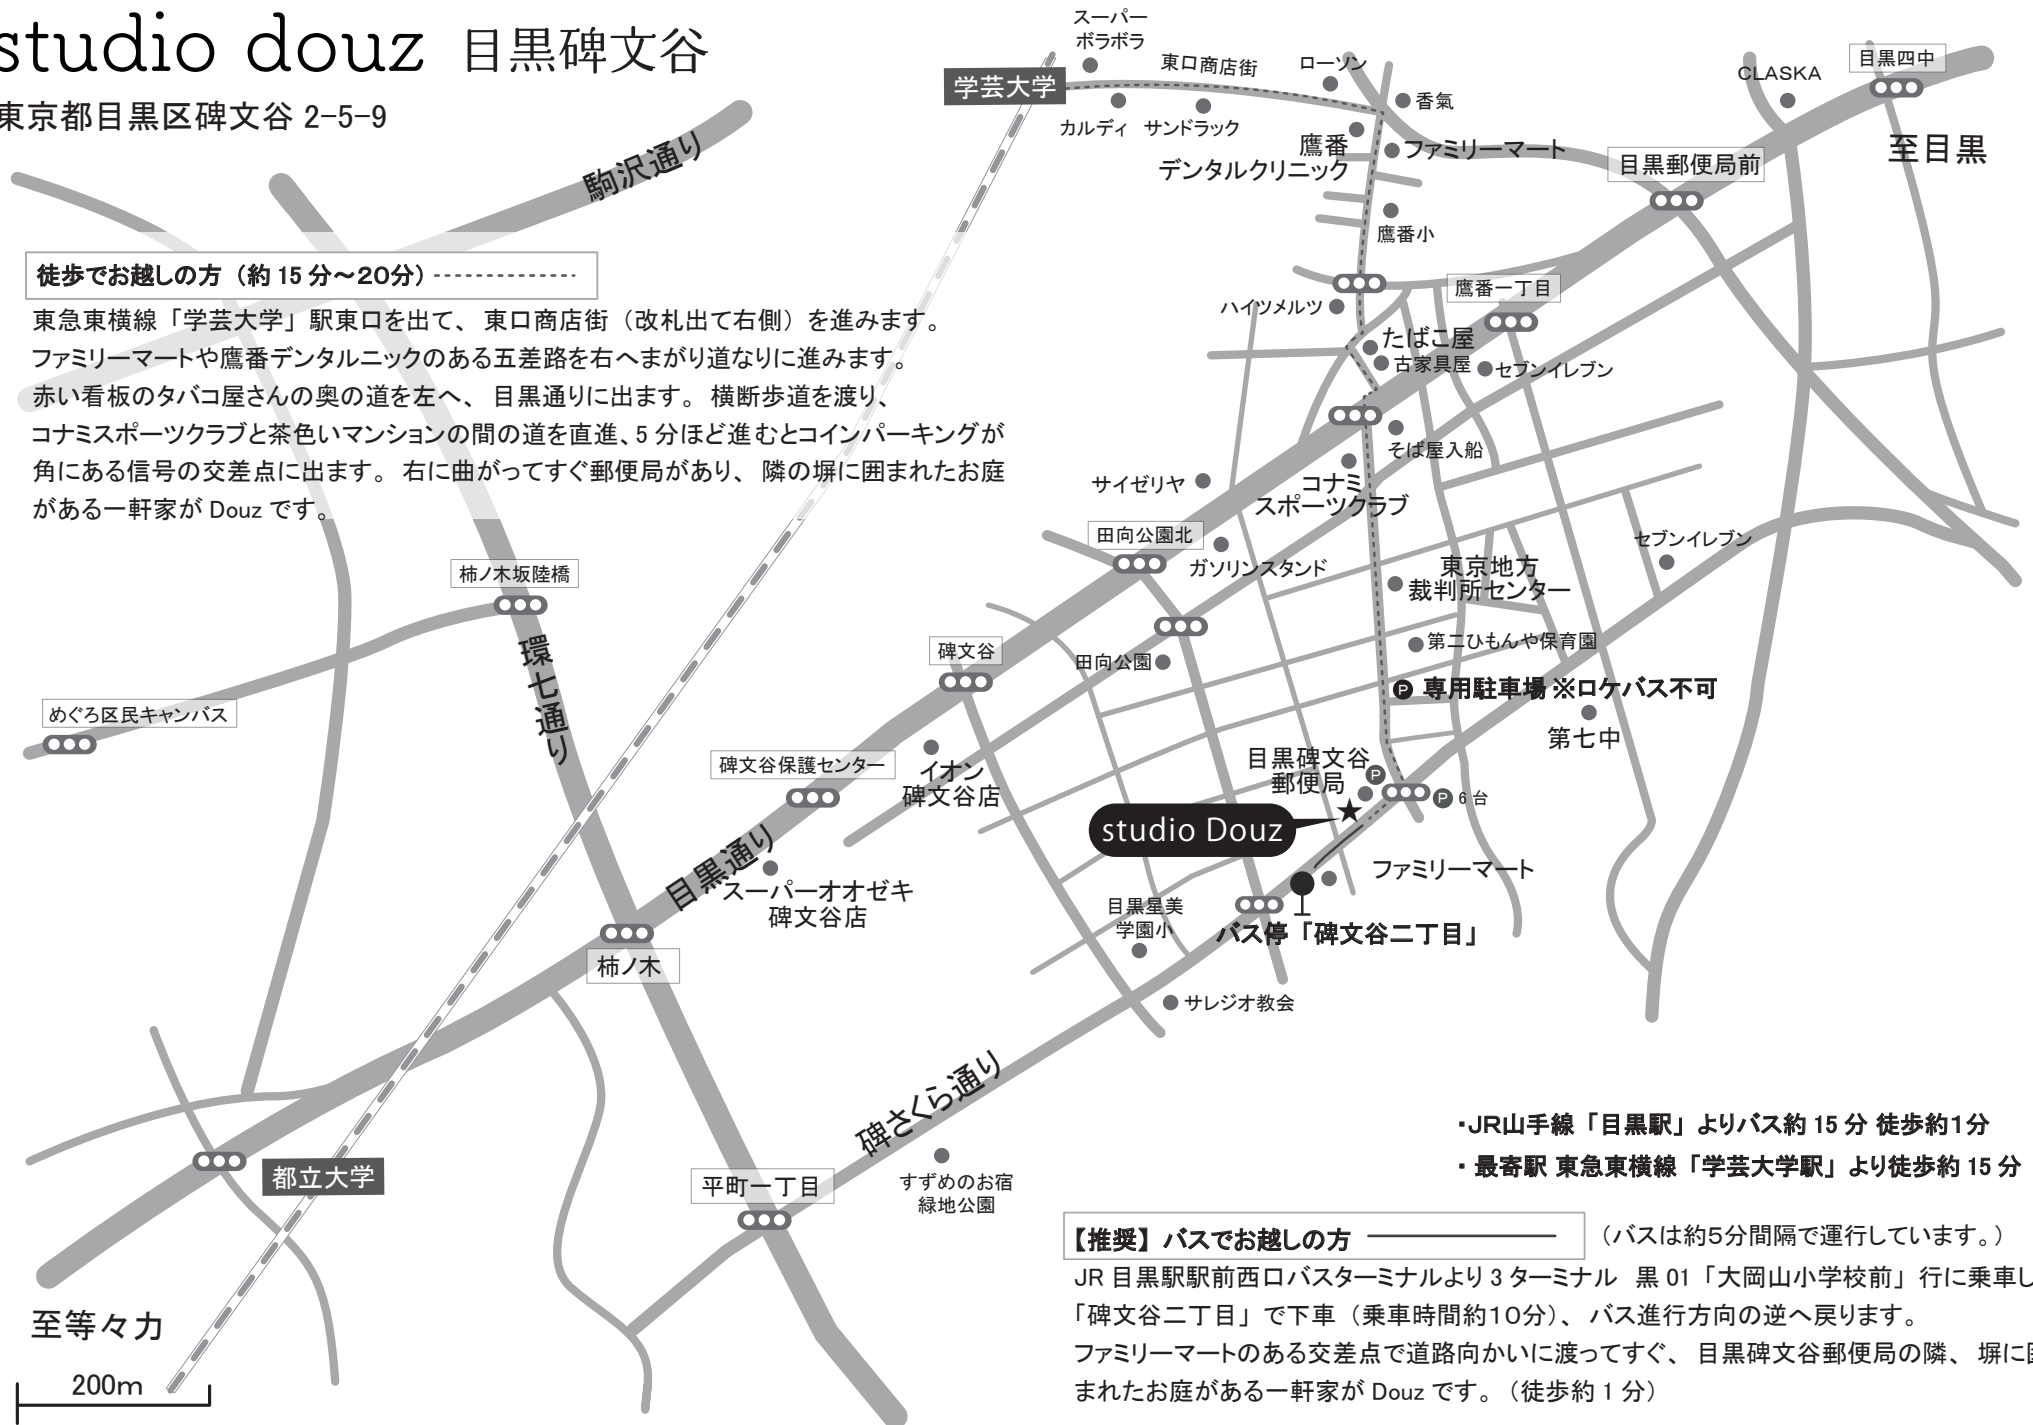 studio douz 目黒碑文谷
東京都目黒区碑文谷 2-5-9
駒沢通り
徒歩でお越しの方（約 15 分～20分）
東急東横線「学芸大学」駅東口を出て、東口商店街（改札出て右側）を進みます。
ファミリーマートや鷹番デンタルニックのある五差路を右へまがり道なりに進みます。
赤い看板のタバコ屋さんの奥の道を左へ、目黒通りに出ます。横断歩道を渡り、
コナミスポーツクラブと茶色いマンションの間の道を直進、5 分ほど進むとコインパーキングが
角にある信号の交差点に出ます。右に曲がってすぐ郵便局があり、隣の塀に囲まれたお庭
がある一軒家が Douz です。
学芸大学
スーパー
ボラボラ
東口商店街
ローソン
カルディ
サンドラック
香氣
鷹番
デンタルクリニック
ファミリーマート
鷹番小
CLASKA
目黒四中
至目黒
目黒郵便局前
鷹番一丁目
ハイツメルツ
たばこ屋
古家具屋
セブンイレブン
そば屋入船
コナミ
スポーツクラブ
サイゼリヤ
田向公園北
ガソリンスタンド
セブンイレブン
東京地方
裁判所センター
第二ひもんや保育園
田向公園
碑文谷
P 専用駐車場 ※ロケバス不可
第七中
柿ノ木坂陸橋
環七通り
めぐろ区民キャンバス
碑文谷保護センター
イオン
碑文谷店
目黒碑文谷
郵便局
P
P 6 台
studio Douz
ファミリーマート
目黒通り
スーパーオオゼキ
碑文谷店
目黒星美
学園小
バス停「碑文谷二丁目」
柿ノ木
サレジオ教会
碑さくら通り
すずめのお宿
緑地公園
都立大学
平町一丁目
至等々力
200m
・JR山手線「目黒駅」よりバス約 15 分 徒歩約1分
・最寄駅 東急東横線「学芸大学駅」より徒歩約 15 分
【推奨】バスでお越しの方
（バスは約5分間隔で運行しています。）
JR 目黒駅駅前西口バスターミナルより 3 ターミナル 黒 01「大岡山小学校前」行に乗車し
「碑文谷二丁目」で下車（乗車時間約10分）、バス進行方向の逆へ戻ります。
ファミリーマートのある交差点で道路向かいに渡ってすぐ、目黒碑文谷郵便局の隣、塀に囲
まれたお庭がある一軒家が Douz です。（徒歩約 1 分）